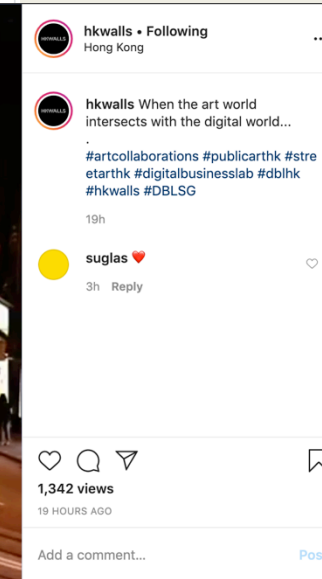 hkwalls • Following
Hong Kong
HKWALLS
HKWALLS
hkwalls When the art world
intersects with the digital world...
.
#artcollaborations #publicarthk #stre
etarthk #digitalbusinesslab #dblhk
#hkwalls #DBLSG
19h
suglas ❤️
3h Reply
1,342 views
19 HOURS AGO
Add a comment...
Pos